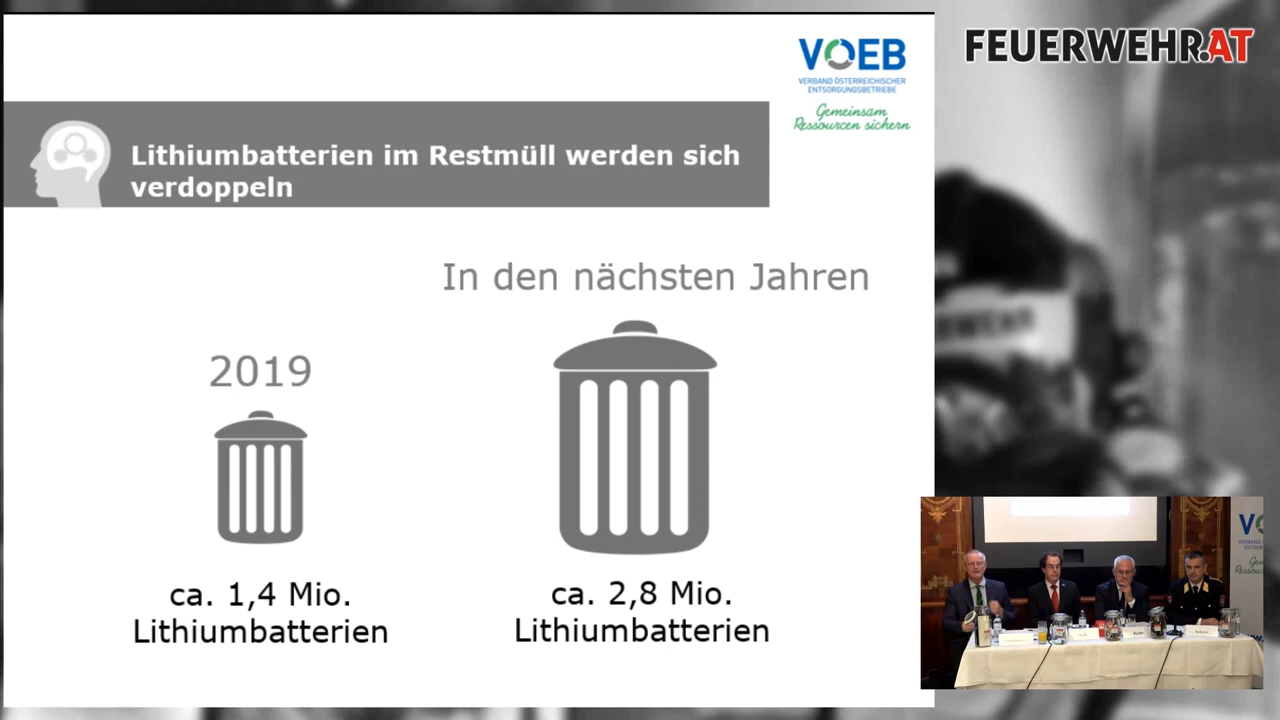 VOEB
VERBAND ÖSTERREICHISCHER
ENTSORGUNGSBETRIEBE
Gemeinsam
Ressourcen sichern
FEUERWEHR.AT
Lithiumbatterien im Restmüll werden sich
verdoppeln
In den nächsten Jahren
2019
ca. 1,4 Mio.
Lithiumbatterien
ca. 2,8 Mio.
Lithiumbatterien